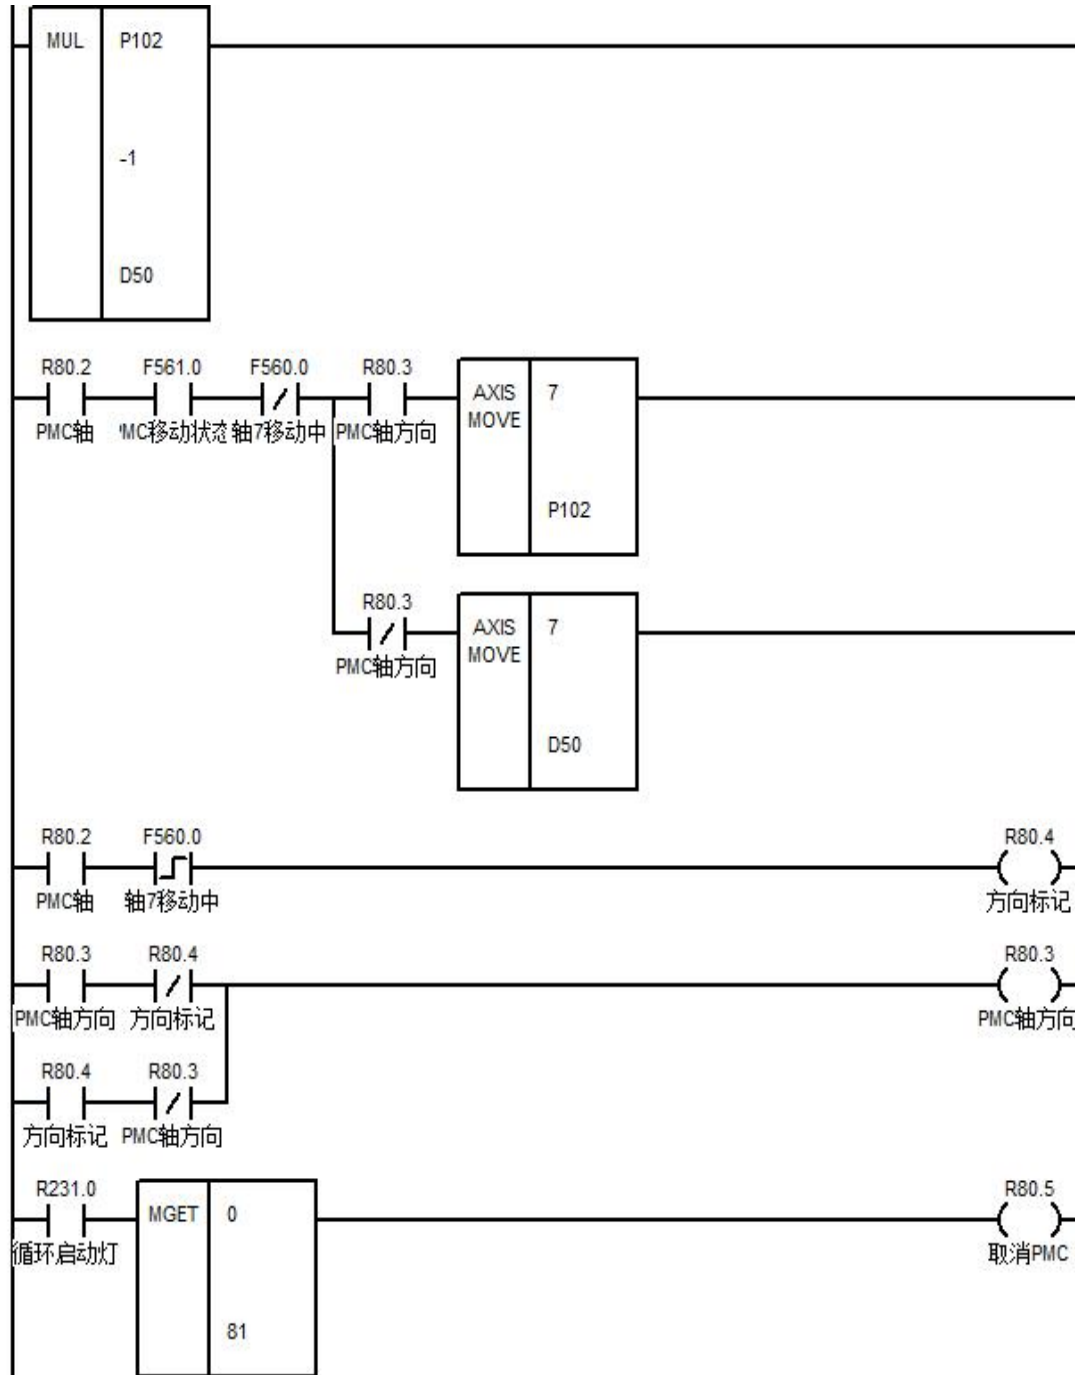 MUL P102
-1
D50
R80.2 F561.0 F560.0 R80.3
AXIS MOVE 7
PMC轴 MC移动状态 轴7移动中 PMC轴方向
P102
R80.3
AXIS MOVE 7
PMC轴方向
D50
R80.2 F560.0 R80.4
PMC轴 轴7移动中 方向标记
R80.3 R80.4 R80.3
PMC轴方向 方向标记 PMC轴方向
R80.4 R80.3
方向标记 PMC轴方向
R231.0 R80.5
MGET 0
循环启动灯 取消PMC
81